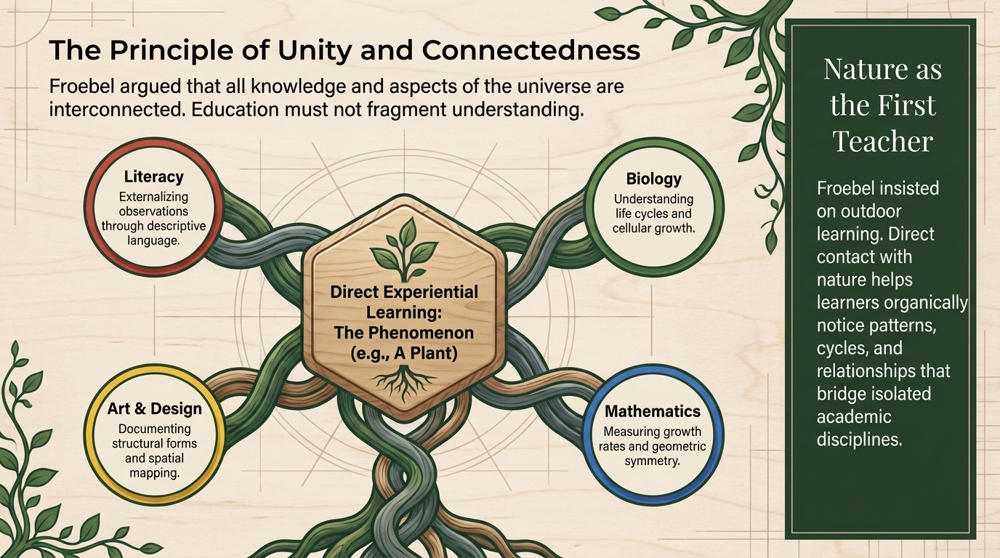 The Principle of Unity and Connectedness
Froebel argued that all knowledge and aspects of the universe are
interconnected. Education must not fragment understanding.
Literacy
Externalizing
observations
through descriptive
language.
Biology
Understanding
life cycles and
cellular growth.
Direct Experiential
Learning:
The Phenomenon
(e.g., A Plant)
Art & Design
Documenting
structural forms
and spatial
mapping.
Mathematics
Measuring growth
rates and geometric
symmetry.
Nature as
the First
Teacher
Froebel insisted
on outdoor
learning. Direct
contact with
nature helps
learners organically
notice patterns,
cycles, and
relationships that
bridge isolated
academic
disciplines.